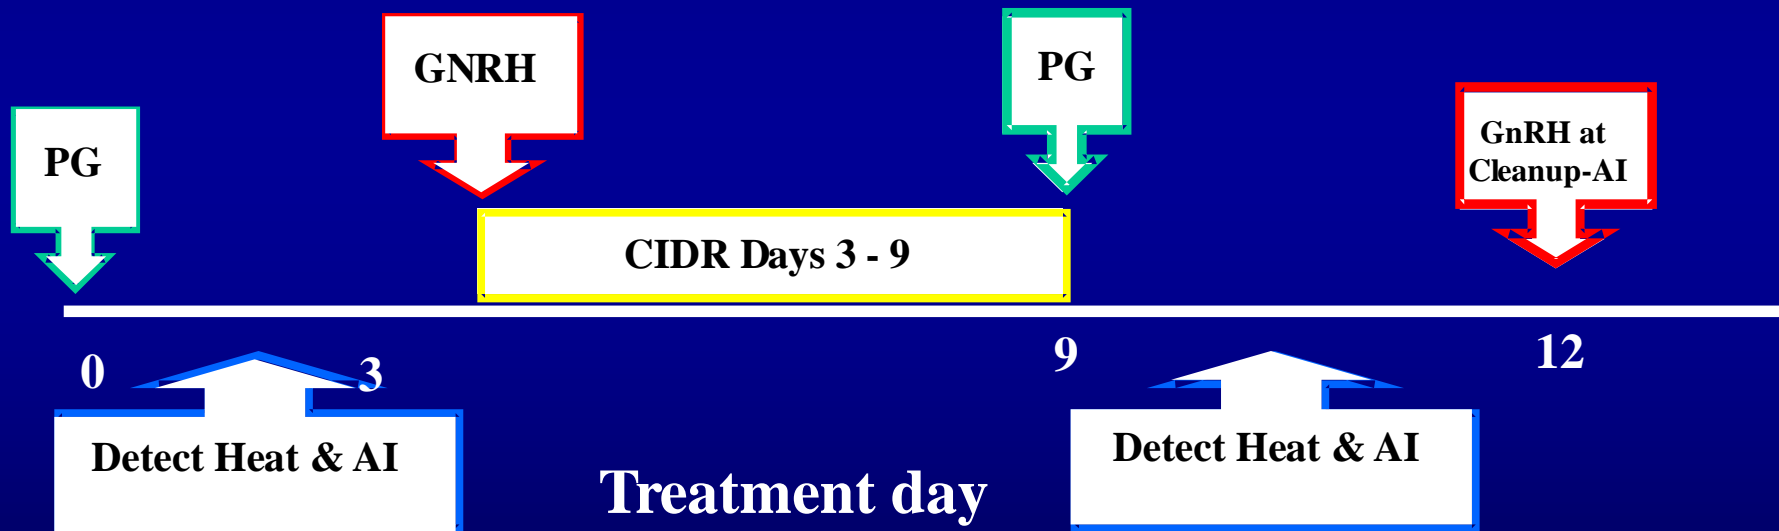 GNRH
PG
PG
GnRH at
Cleanup-AI
CIDR Days 3 - 9
0
3
9
12
Detect Heat & AI
Detect Heat & AI
Treatment day